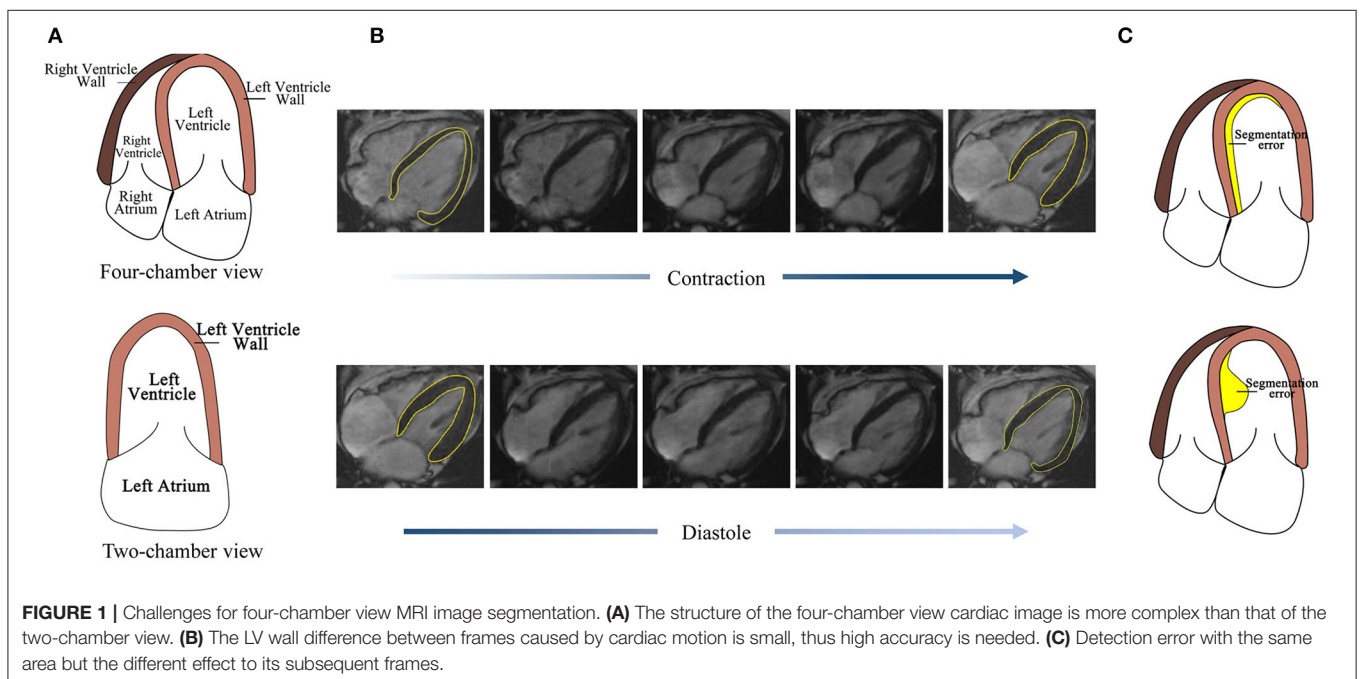 A
B
C
Right Ventricle
Wall
Left Ventricle
Wall
Left
Ventricle
Right
Ventricle
Right
Atrium
Left Atrium
Four-chamber view
Contraction
Segmentation
error
Left Ventricle
Wall
Left
Ventricle
Left Atrium
Two-chamber view
Diastole
Segmentation
error
FIGURE 1 | Challenges for four-chamber view MRI image segmentation. (A) The structure of the four-chamber view cardiac image is more complex than that of the
two-chamber view. (B) The LV wall difference between frames caused by cardiac motion is small, thus high accuracy is needed. (C) Detection error with the same
area but the different effect to its subsequent frames.